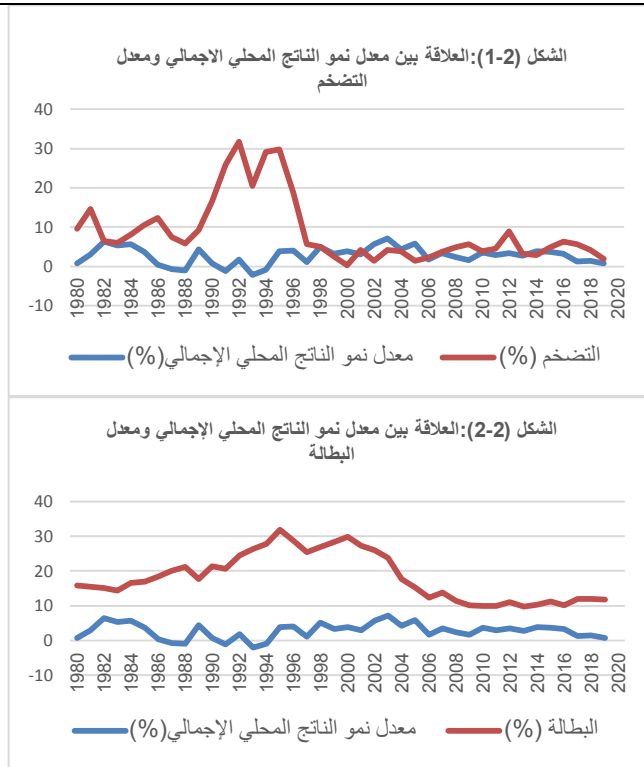 الشكل (2-1):العلاقة بين معدل نمو الناتج المحلي الاجمالي ومعدل
التضخم
40
30
20
10
0
-10
1980 1982 1984 1986 1988 1990 1992 1994 1996 1998 2000 2002 2004 2006 2008 2010 2012 2014 2016 2018 2020
معدل نمو الناتج المحلي الإجمالي(%) التضخم (%)
الشكل (2-2):العلاقة بين معدل نمو الناتج المحلي الإجمالي ومعدل
البطالة
40
30
20
10
0
-10
1980 1982 1984 1986 1988 1990 1992 1994 1996 1998 2000 2002 2004 2006 2008 2010 2012 2014 2016 2018 2020
معدل نمو الناتج المحلي الإجمالي(%) البطالة (%)